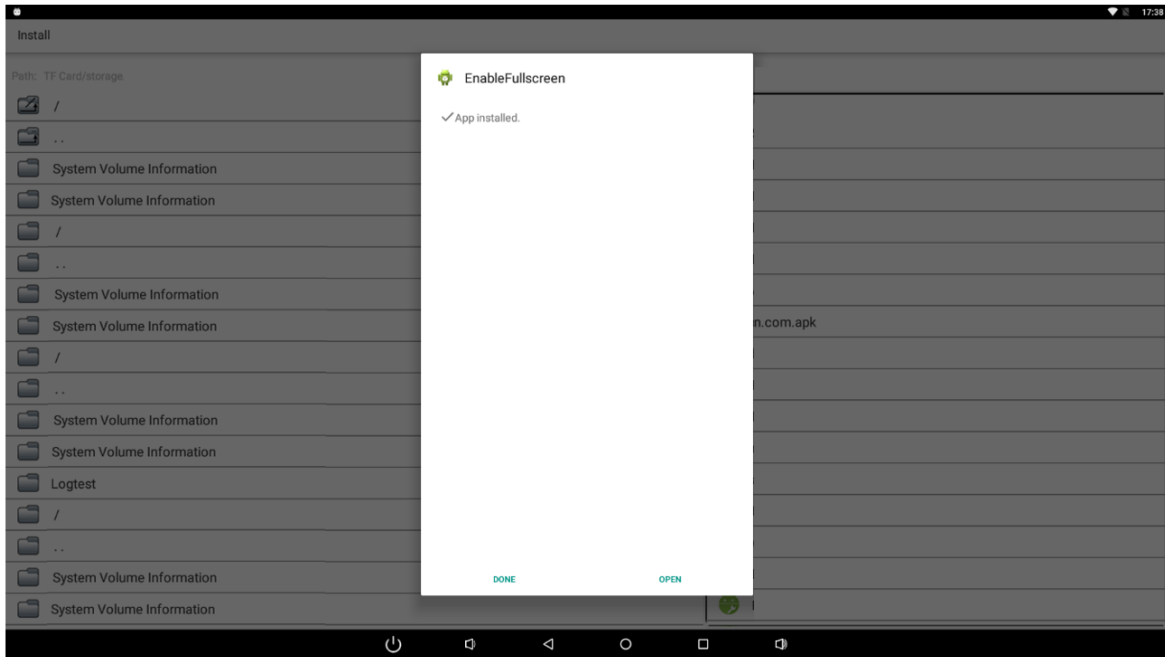 17:38
Install
Path: TF Card/storage
/
..
System Volume Information
System Volume Information
/
..
System Volume Information
System Volume Information
/
..
System Volume Information
System Volume Information
Logtest
/
..
System Volume Information
System Volume Information
EnableFullscreen
App installed.
DONE
OPEN
n.com.apk